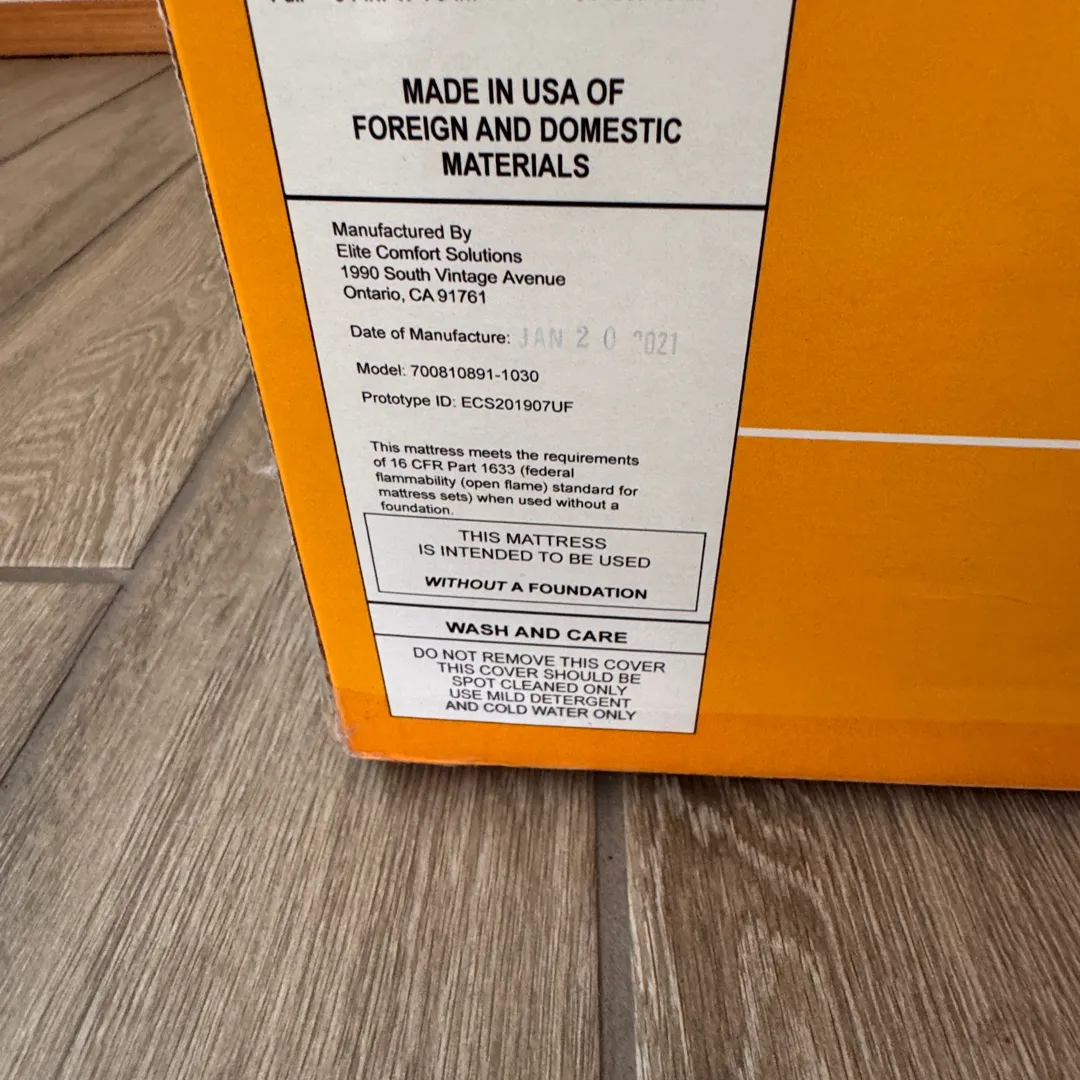 MADE IN USA OF
FOREIGN AND DOMESTIC
MATERIALS
Manufactured By
Elite Comfort Solutions
1990 South Vintage Avenue
Ontario, CA 91761
Date of Manufacture: JAN 20 2021
Model: 700810891-1030
Prototype ID: ECS201907UF
This mattress meets the requirements
of 16 CFR Part 1633 (federal
flammability (open flame) standard for
mattress sets) when used without a
foundation.
THIS MATTRESS
IS INTENDED TO BE USED
WITHOUT A FOUNDATION
WASH AND CARE
DO NOT REMOVE THIS COVER
THIS COVER SHOULD BE
SPOT CLEANED ONLY
USE MILD DETERGENT
AND COLD WATER ONLY